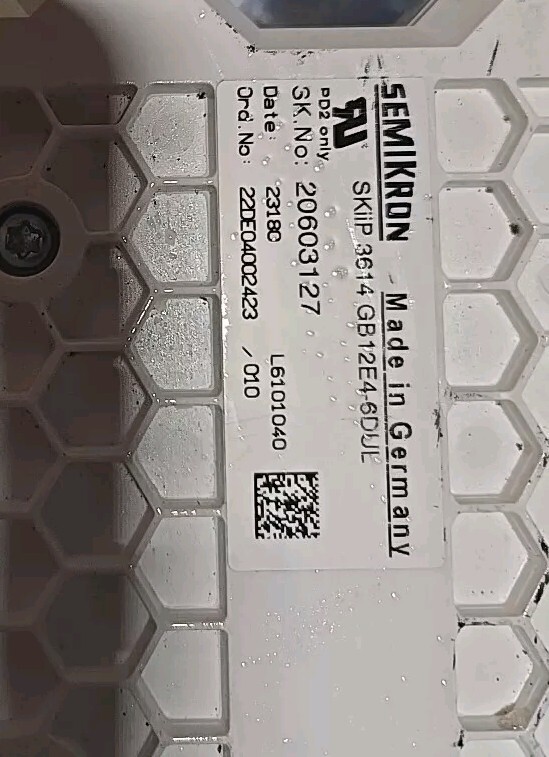 SEMIKRON Made in Germany
SKiiP 3614 GB12E4-6DUL
PD2 only
SK.No: 20603127
Date: 2318C L6101040
Ord.No: 22DE04002423 /010